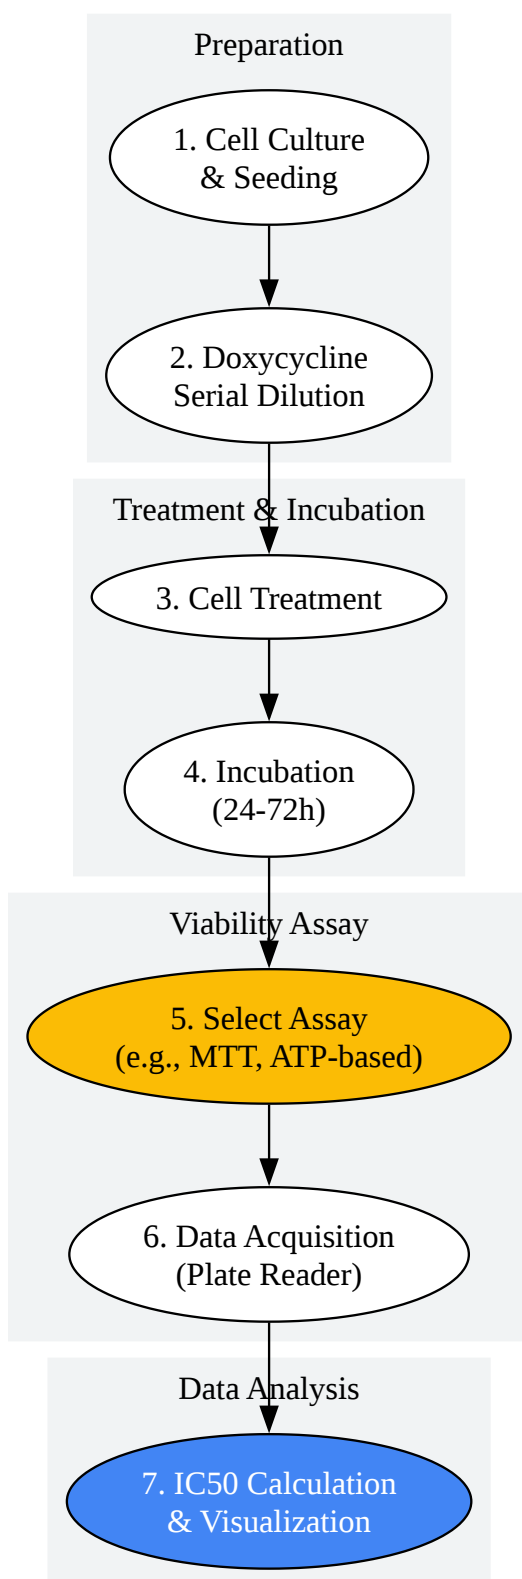 Preparation
1. Cell Culture
& Seeding
2. Doxycycline
Serial Dilution
Treatment & Incubation
3. Cell Treatment
4. Incubation
(24-72h)
Viability Assay
5. Select Assay
(e.g., MTT, ATP-based)
6. Data Acquisition
(Plate Reader)
Data Analysis
7. IC50 Calculation
& Visualization